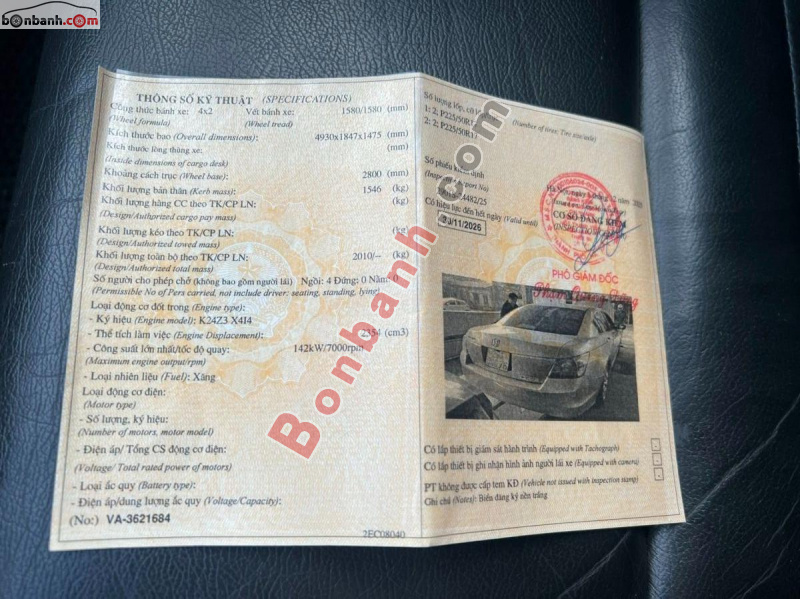 bonbanh.com
THÔNG SỐ KỸ THUẬT (SPECIFICATIONS)
Công thức bánh xe: 4x2 Vết bánh xe: 1580/1580 (mm)
(Wheel formula) (Wheel tread)
Kích thước bao (Overall dimensions): 4930x1847x1475 (mm)
Kích thước lòng thùng xe: (mm)
(Inside dimensions of cargo desk)
Khoảng cách trục (Wheel base): 2800 (mm)
Khối lượng bản thân (Kerb mass): 1546 (kg)
Khối lượng hàng CC theo TK/CP LN: (kg)
(Design/Authorized cargo pay mass)
Khối lượng kéo theo TK/CP LN: (kg)
(Design/Authorized towed mass)
Khối lượng toàn bộ theo TK/CP LN: 2010/-- (kg)
(Design/Authorized total mass)
Số người cho phép chở (không bao gồm người lái) Ngồi: 4 Đứng: 0 Nằm: 0
(Permissible No of Pers carried, not include driver: seating, standing, lying)
Loại động cơ đốt trong (Engine type):
- Ký hiệu (Engine model): K24Z3 X4I4
- Thể tích làm việc (Engine Displacement): 2354 (cm3)
- Công suất lớn nhất/tốc độ quay: 142kW/7000rpm
(Maximum engine output/rpm)
- Loại nhiên liệu (Fuel): Xăng
Loại động cơ điện:
(Motor type)
- Số lượng, ký hiệu:
(Number of motors, motor model)
- Điện áp/ Tổng CS động cơ điện:
(Voltage/ Total rated power of motors)
- Loại ắc quy (Battery type):
- Điện áp/dung lượng ắc quy (Voltage/Capacity):
(No:) VA-3621684
2EC08040
Số lượng lốp, cỡ lốp
(Number of tires; Tire size/axle)
1: 2; P225/50R17
2: 2; P225/50R17
Số phiếu kiểm định
(Inspection Report No)
Có hiệu lực đến hết ngày (Valid until)
30/11/2026
CƠ SỞ ĐĂNG KIỂM
PHÓ GIÁM ĐỐC
Có lắp thiết bị giám sát hành trình (Equipped with Tachograph)
Có lắp thiết bị ghi nhận hình ảnh người lái xe (Equipped with camera)
PT không được cấp tem KĐ (Vehicle not issued with inspection stamp)
Ghi chú (Notes): Biển đăng ký nền trắng
Bonbanh.com